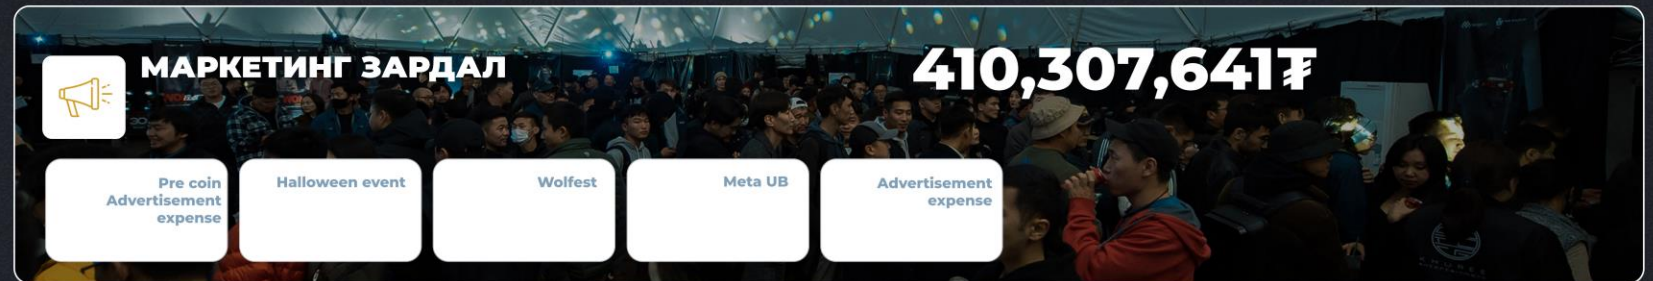 МАРКЕТИНГ ЗАРДАЛ
410,307,641₮
Pre coin
Advertisement
expense
Halloween event
Wolfest
Meta UB
Advertisement
expense